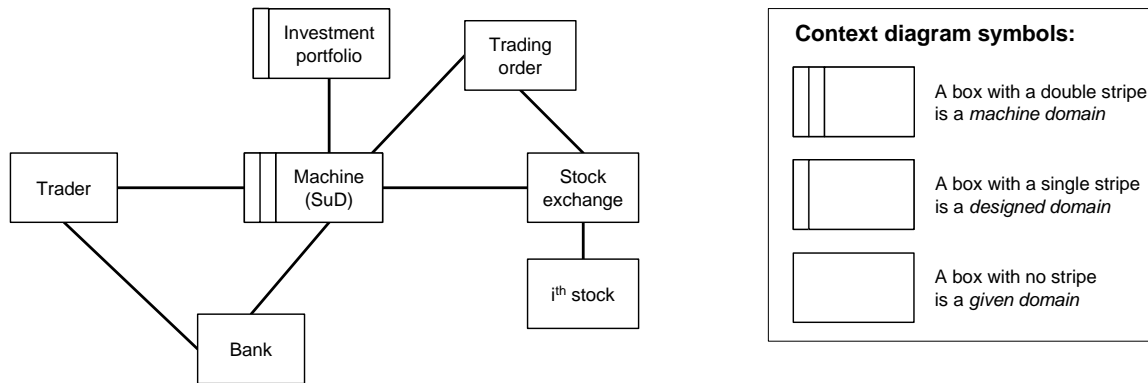 Investment
portfolio
Trading
order
Trader
Machine
(SuD)
Stock
exchange
ith stock
Bank
Context diagram symbols:
A box with a double stripe
is a machine domain
A box with a single stripe
is a designed domain
A box with no stripe
is a given domain